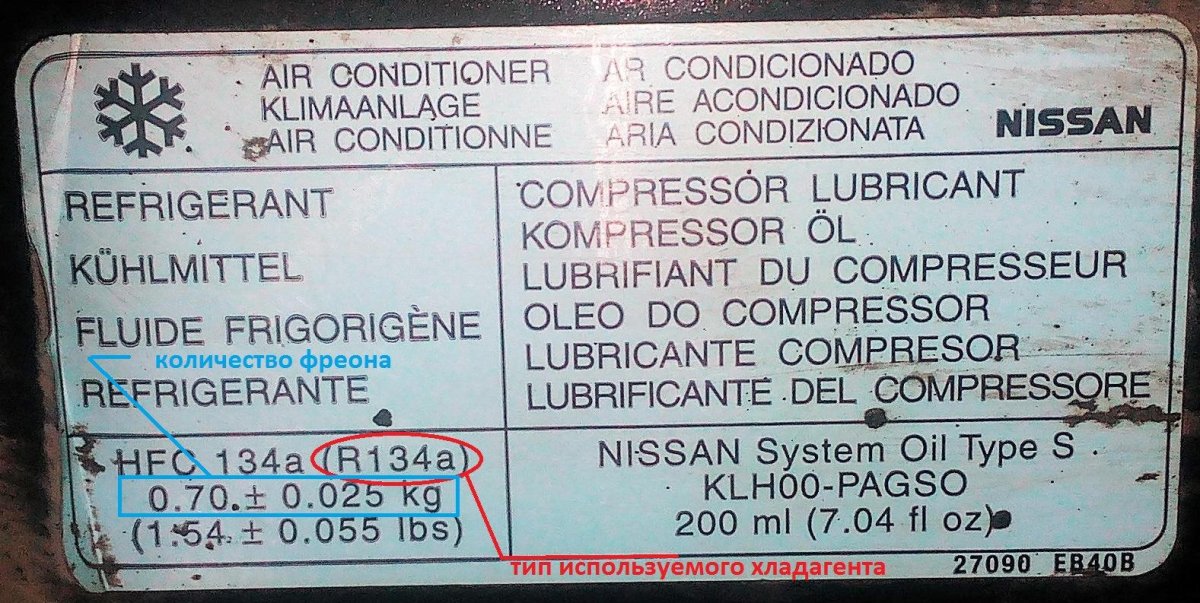 AIR CONDITIONER
KLIMAANLAGE
AIR CONDITIONNE
AR CONDICIONADO
AIRE ACONDICIONADO
ARIA CONDIZIONATA
NISSAN
REFRIGERANT
KÜHLMITTEL
FLUIDE FRIGORIGÈNE
количество фреона
REFRIGERANTE
COMPRESSOR LUBRICANT
KOMPRESSOR ÖL
LUBRIFIANT DU COMPRESSEUR
OLEO DO COMPRESSOR
LUBRICANTE COMPRESOR
LUBRIFICANTE DEL COMPRESSORE
HFC 134a (R134a)
0.70 ± 0.025 kg
(1.54 ± 0.055 lbs)
NISSAN System Oil Type S
KLH00-PAGSO
200 ml (7.04 fl oz)
тип используемого хладагента
27090 EB40B